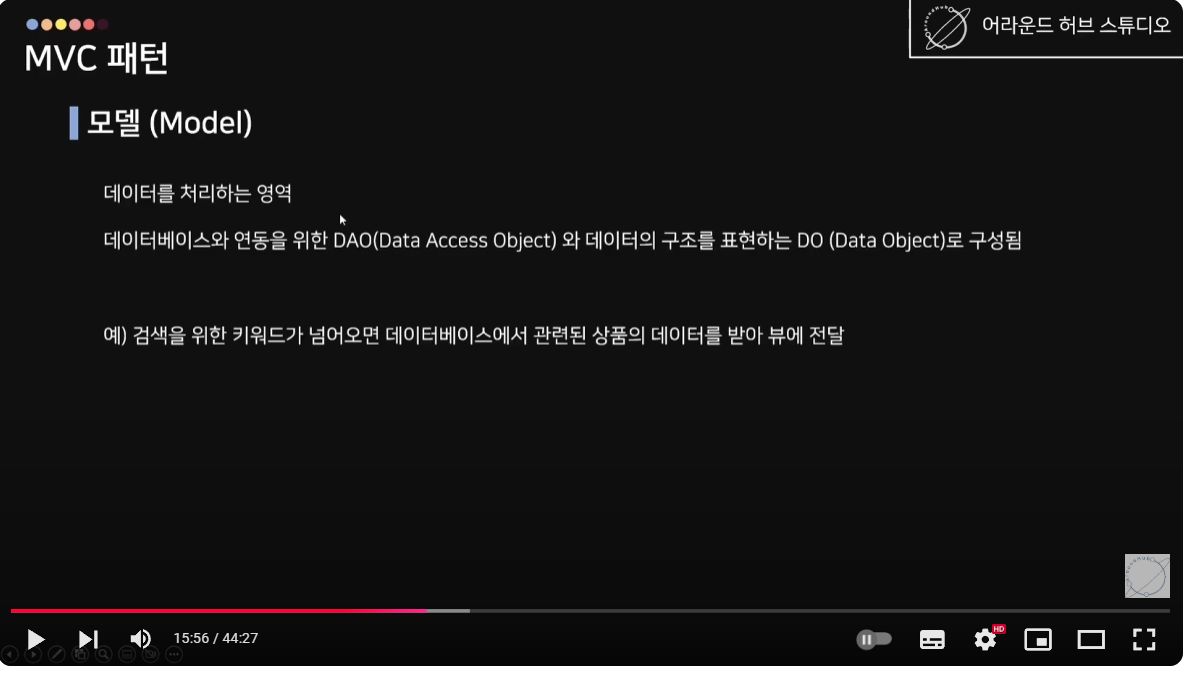 어라운드 허브 스튜디오
MVC 패턴
모델 (Model)
데이터를 처리하는 영역
데이터베이스와 연동을 위한 DAO(Data Access Object) 와 데이터의 구조를 표현하는 DO (Data Object)로 구성됨
예) 검색을 위한 키워드가 넘어오면 데이터베이스에서 관련된 상품의 데이터를 받아 뷰에 전달
15:56 / 44:27
HD